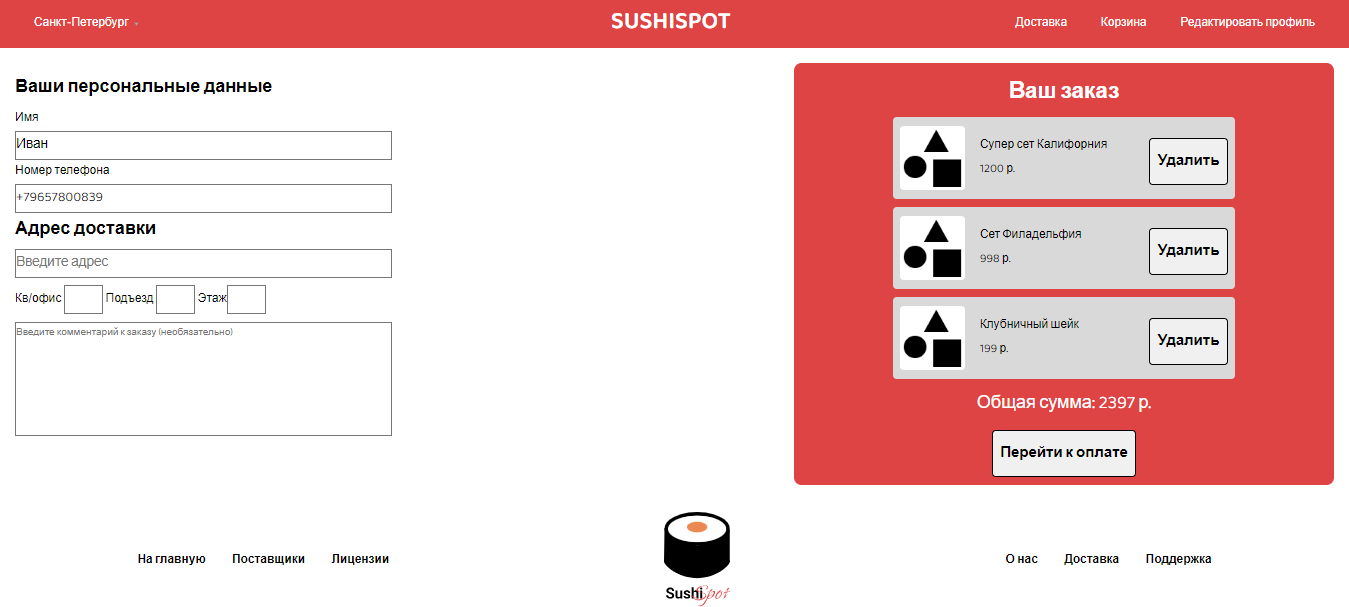 Санкт-Петербург
SUSHISPOT
Доставка Корзина Редактировать профиль
Ваши персональные данные
Имя
Иван
Номер телефона
+79657800839
Адрес доставки
Введите адрес
Кв/офис Подъезд Этаж
Введите комментарий к заказу (необязательно)
Ваш заказ
Супер сет Калифорния
1200 р.
Удалить
Сет Филадельфия
998 р.
Удалить
Клубничный шейк
199 р.
Удалить
Общая сумма: 2397 р.
Перейти к оплате
На главную Поставщики Лицензии
Sushi Spot
О нас Доставка Поддержка